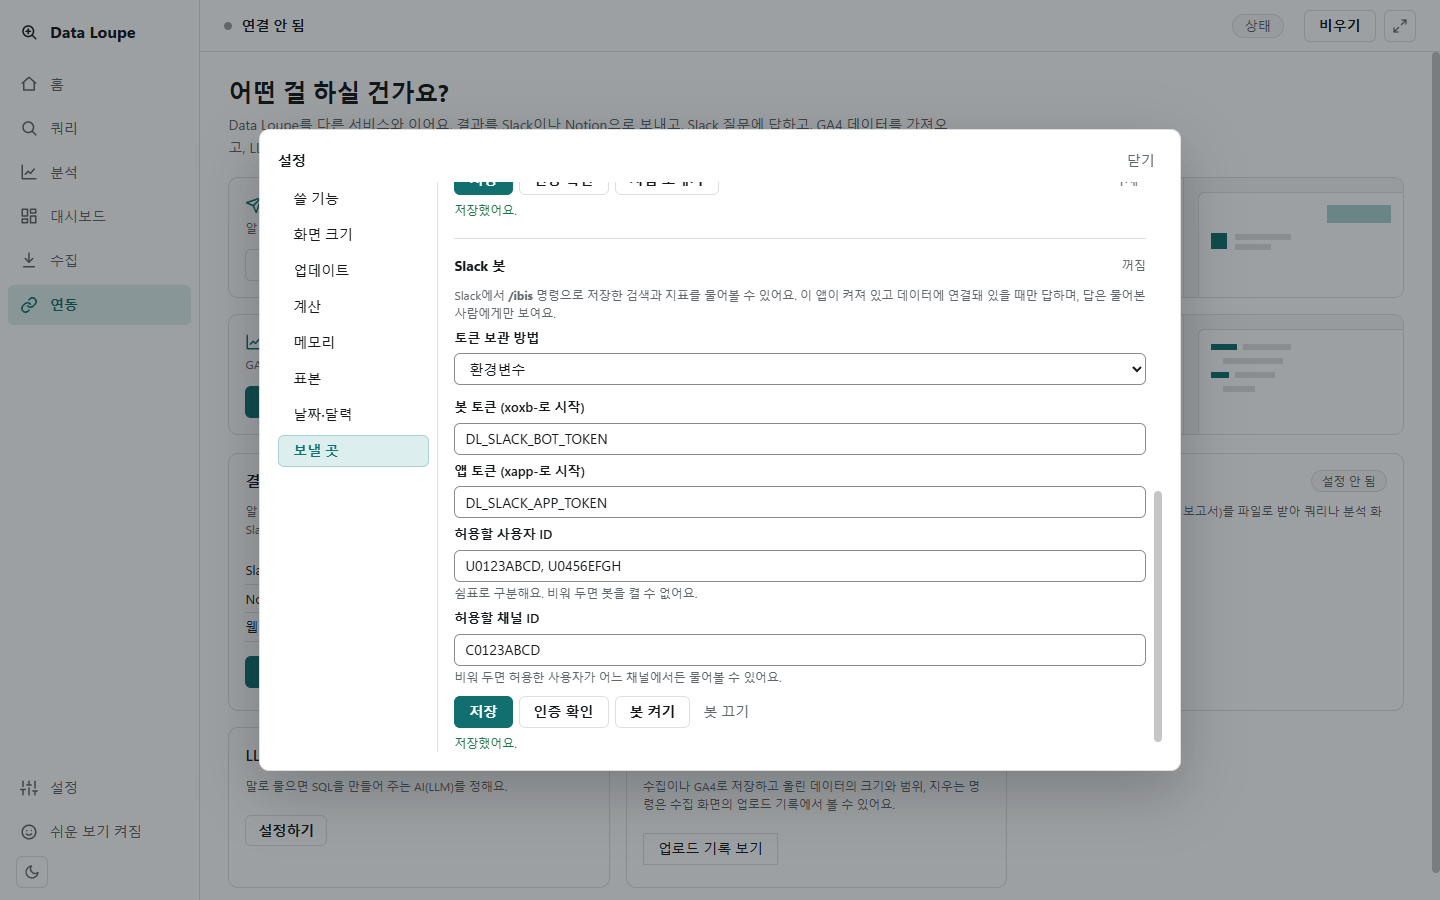 Data Loupe
홈
쿼리
분석
대시보드
수집
연동
설정
쉬운 보기 켜짐
연결 안 됨
상태
비우기
어떤 걸 하실 건가요?
Data Loupe를 다른 서비스와 이어요. 결과를 Slack이나 Notion으로 보내고, Slack 질문에 답하고, GA4 데이터를 가져오
고, LL
설정
닫기
쓸 기능
화면 크기
업데이트
계산
메모리
표본
날짜·달력
보낼 곳
저장했어요.
Slack 봇
꺼짐
Slack에서 /ibis 명령으로 저장한 검색과 지표를 물어볼 수 있어요. 이 앱이 켜져 있고 데이터에 연결돼 있을 때만 답하며, 답은 물어본
사람에게만 보여요.
토큰 보관 방법
환경변수
봇 토큰 (xoxb-로 시작)
DL_SLACK_BOT_TOKEN
앱 토큰 (xapp-로 시작)
DL_SLACK_APP_TOKEN
허용할 사용자 ID
U0123ABCD, U0456EFGH
쉼표로 구분해요. 비워 두면 봇을 켤 수 없어요.
허용할 채널 ID
C0123ABCD
비워 두면 허용한 사용자가 어느 채널에서든 물어볼 수 있어요.
저장
인증 확인
봇 켜기
봇 끄기
저장했어요.
알
GA
결
알
Sla
Sla
No
웹
설정 안 됨
보고서)를 파일로 받아 쿼리나 분석 화
LL
말로 물으면 SQL을 만들어 주는 AI(LLM)를 정해요.
설정하기
수집이나 GA4로 저장하고 올린 데이터의 크기와 범위, 지우는 명
령은 수집 화면의 업로드 기록에서 볼 수 있어요.
업로드 기록 보기